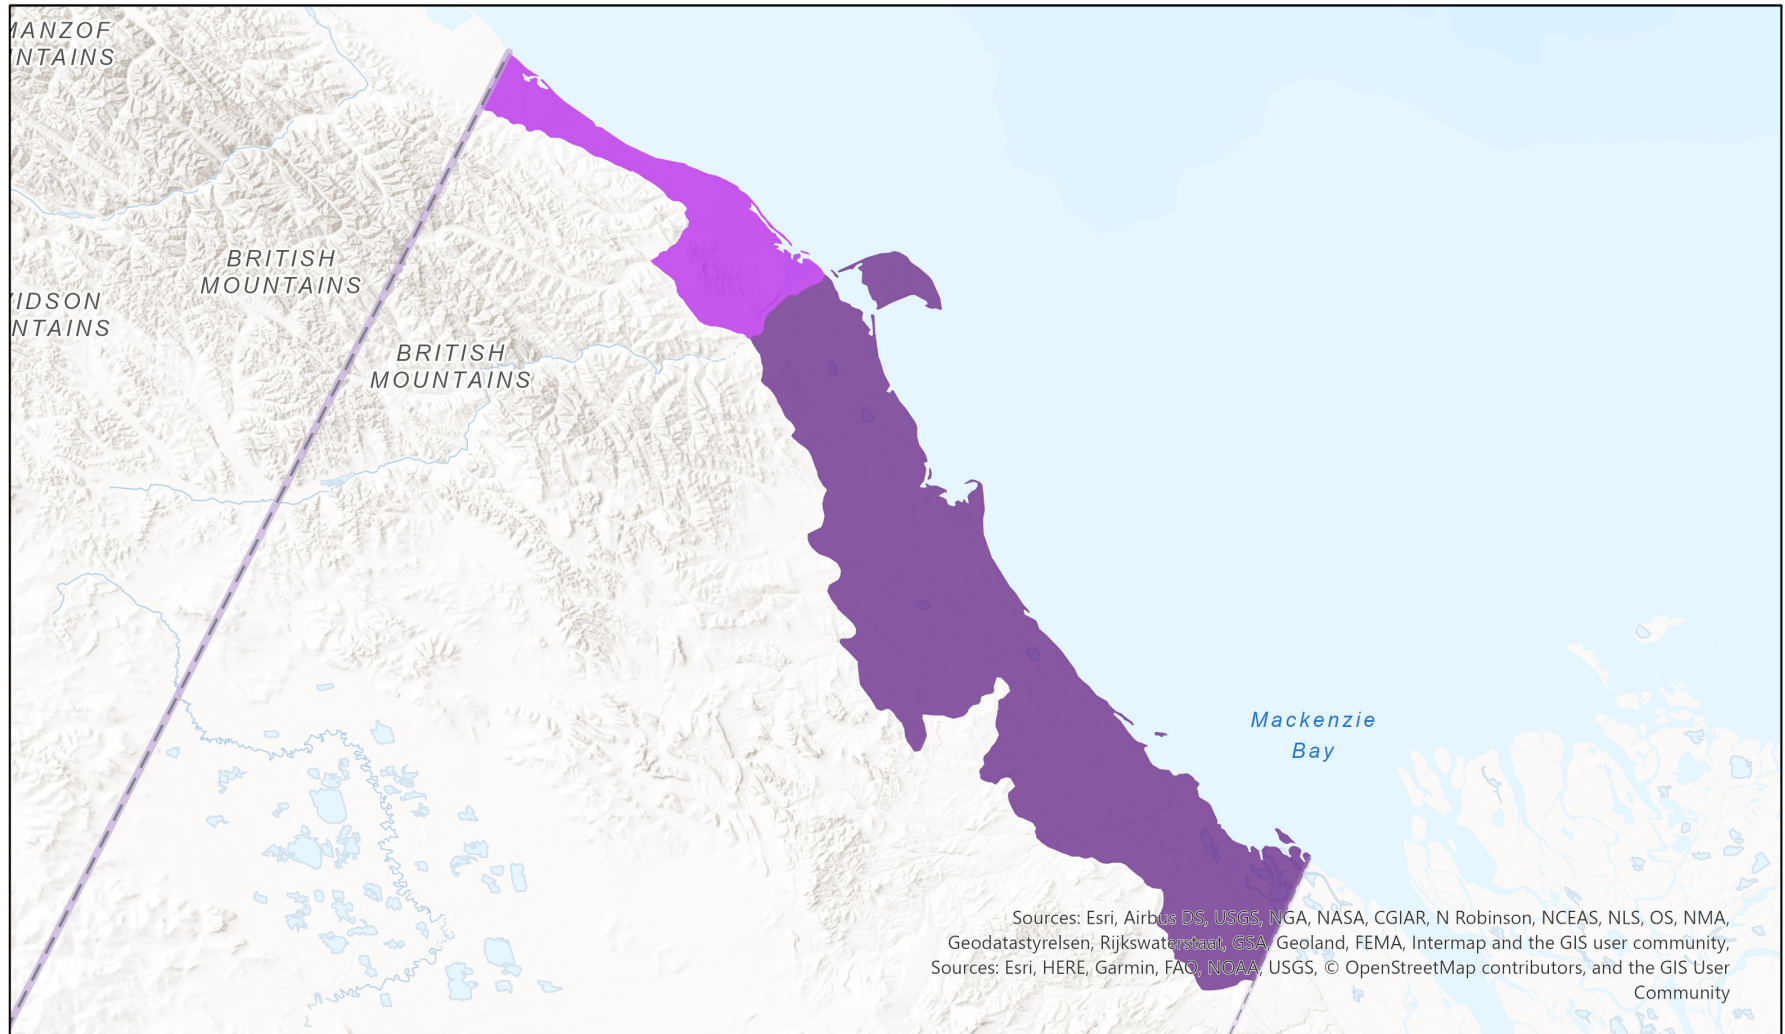 MANZOF
NTAINS
BRITISH
MOUNTAINS
IDSON
NTAINS
BRITISH
MOUNTAINS
Mackenzie
Bay
Sources: Esri, Airbus DS, USGS, NGA, NASA, CGIAR, N Robinson, NCEAS, NLS, OS, NMA,
Geodatastyrelsen, Rijkswaterstaat, GSA, Geoland, FEMA, Intermap and the GIS user community,
Sources: Esri, HERE, Garmin, FAO, NOAA, USGS, © OpenStreetMap contributors, and the GIS User
Community